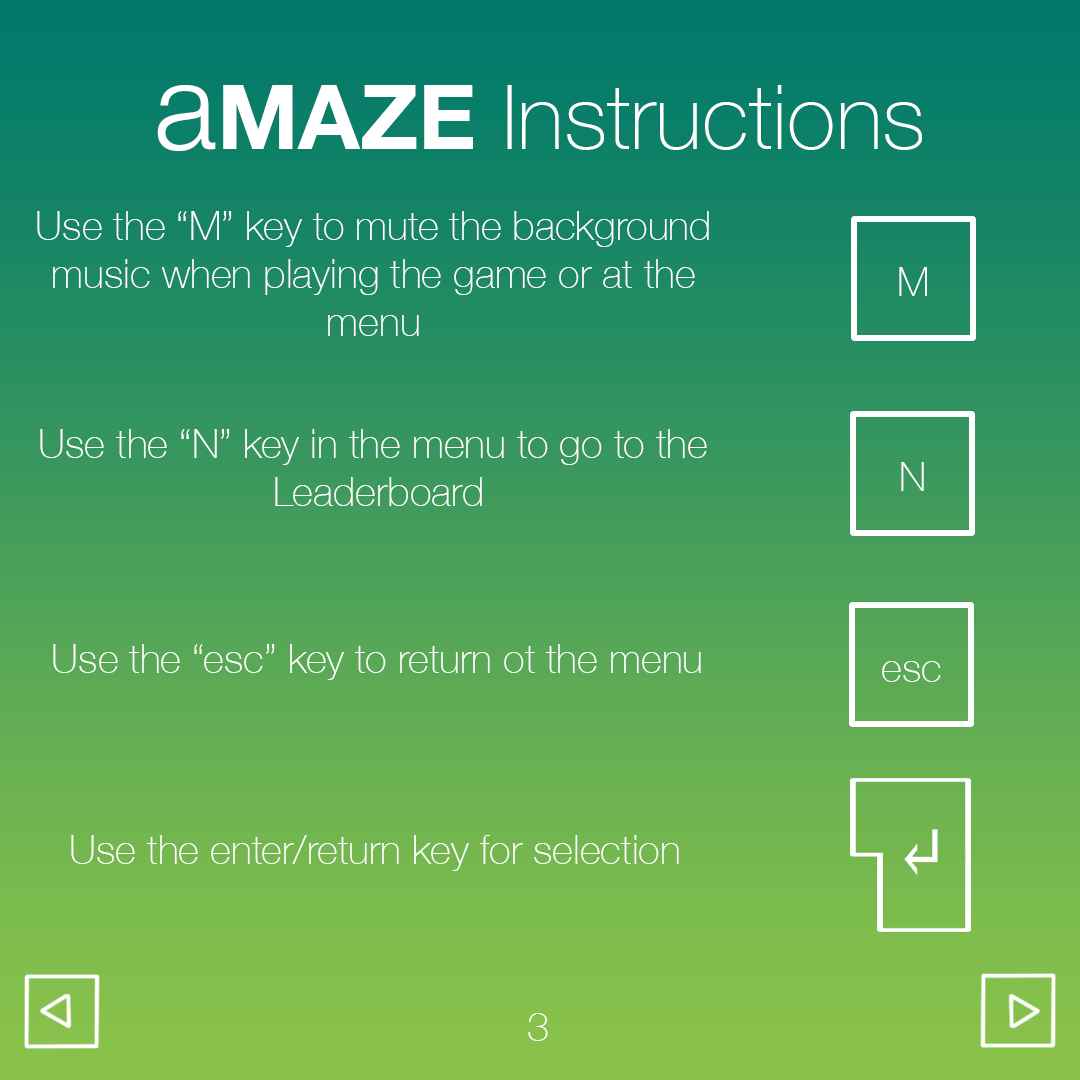 aMAZE Instructions
Use the “M” key to mute the background
music when playing the game or at the
menu
M
Use the “N” key in the menu to go to the
Leaderboard
N
Use the “esc” key to return ot the menu
esc
Use the enter/return key for selection
3